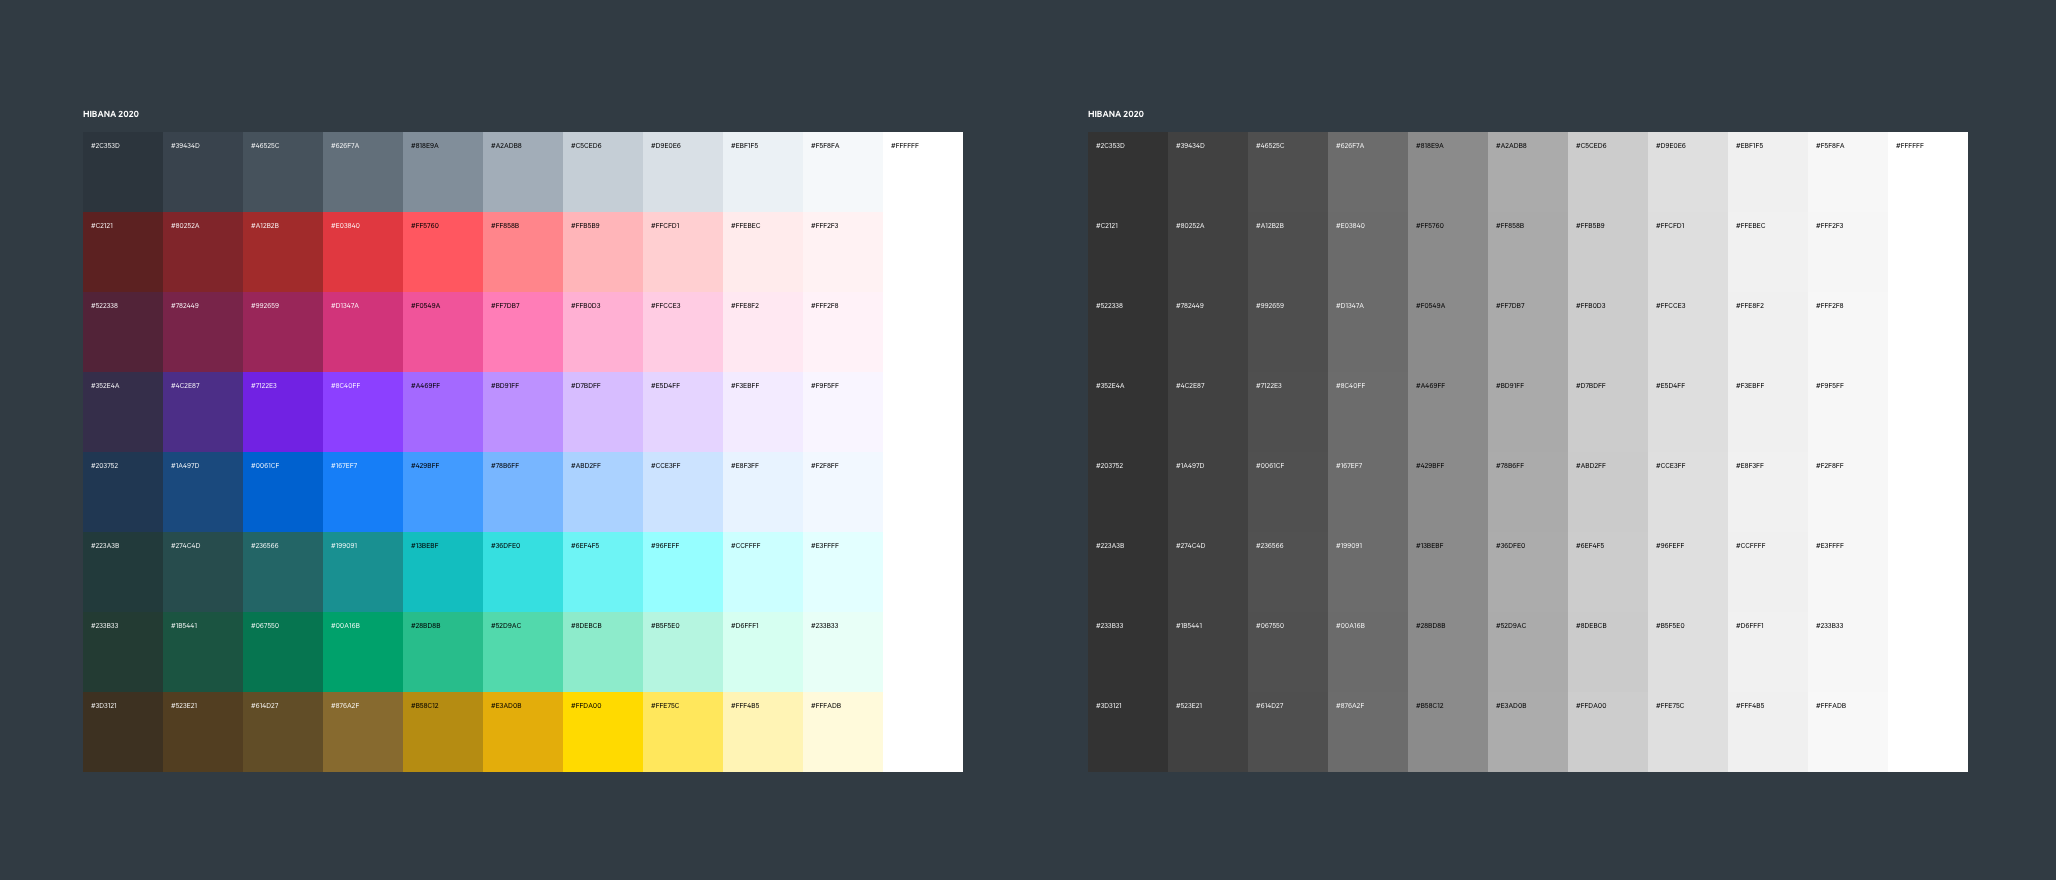 HIBANA 2020
#2C353D #39434D #46525C #626F7A #818E9A #A2ADB8 #C5CED6 #D9E0E6 #EBF1F5 #F5F8FA #FFFFFF
#C2121 #80252A #A12B2B #E03840 #FF5760 #FF858B #FFB5B9 #FFCFD1 #FFEBEC #FFF2F3
#522338 #782449 #992659 #D1347A #F0549A #FF7DB7 #FFB0D3 #FFCCE3 #FFE8F2 #FFF2F8
#352E4A #4C2E87 #7122E3 #8C40FF #A469FF #BD91FF #D7BDFF #E5D4FF #F3EBFF #F9F5FF
#203752 #1A497D #0061CF #167EF7 #429BFF #78B6FF #ABD2FF #CCE3FF #E8F3FF #F2F8FF
#223A3B #274C4D #236566 #199091 #13BEBF #36DFE0 #6EF4F5 #96FEFF #CCFFFF #E3FFFF
#233B33 #1B5441 #067550 #00A16B #28BD8B #52D9AC #8DEBCB #B5F5E0 #D6FFF1 #233B33
#3D3121 #523E21 #614D27 #876A2F #B58C12 #E3AD0B #FFDA00 #FFE75C #FFF4B5 #FFFADB
HIBANA 2020
#2C353D #39434D #46525C #626F7A #818E9A #A2ADB8 #C5CED6 #D9E0E6 #EBF1F5 #F5F8FA #FFFFFF
#C2121 #80252A #A12B2B #E03840 #FF5760 #FF858B #FFB5B9 #FFCFD1 #FFEBEC #FFF2F3
#522338 #782449 #992659 #D1347A #F0549A #FF7DB7 #FFB0D3 #FFCCE3 #FFE8F2 #FFF2F8
#352E4A #4C2E87 #7122E3 #8C40FF #A469FF #BD91FF #D7BDFF #E5D4FF #F3EBFF #F9F5FF
#203752 #1A497D #0061CF #167EF7 #429BFF #78B6FF #ABD2FF #CCE3FF #E8F3FF #F2F8FF
#223A3B #274C4D #236566 #199091 #13BEBF #36DFE0 #6EF4F5 #96FEFF #CCFFFF #E3FFFF
#233B33 #1B5441 #067550 #00A16B #28BD8B #52D9AC #8DEBCB #B5F5E0 #D6FFF1 #233B33
#3D3121 #523E21 #614D27 #876A2F #B58C12 #E3AD0B #FFDA00 #FFE75C #FFF4B5 #FFFADB